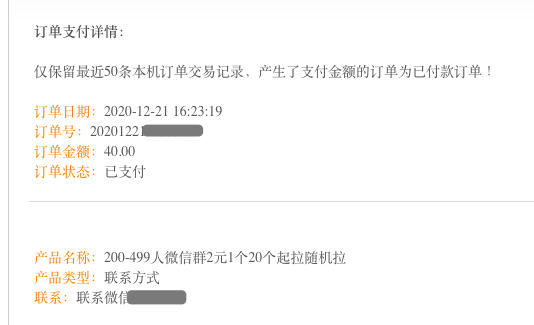 订单支付详情：
仅保留最近50条本机订单交易记录，产生了支付金额的订单为已付款订单！
订单日期：2020-12-21 16:23:19
订单号：20201221
订单金额：40.00
订单状态：已支付
产品名称：200-499人微信群2元1个20个起拉随机拉
产品类型：联系方式
联系：联系微信